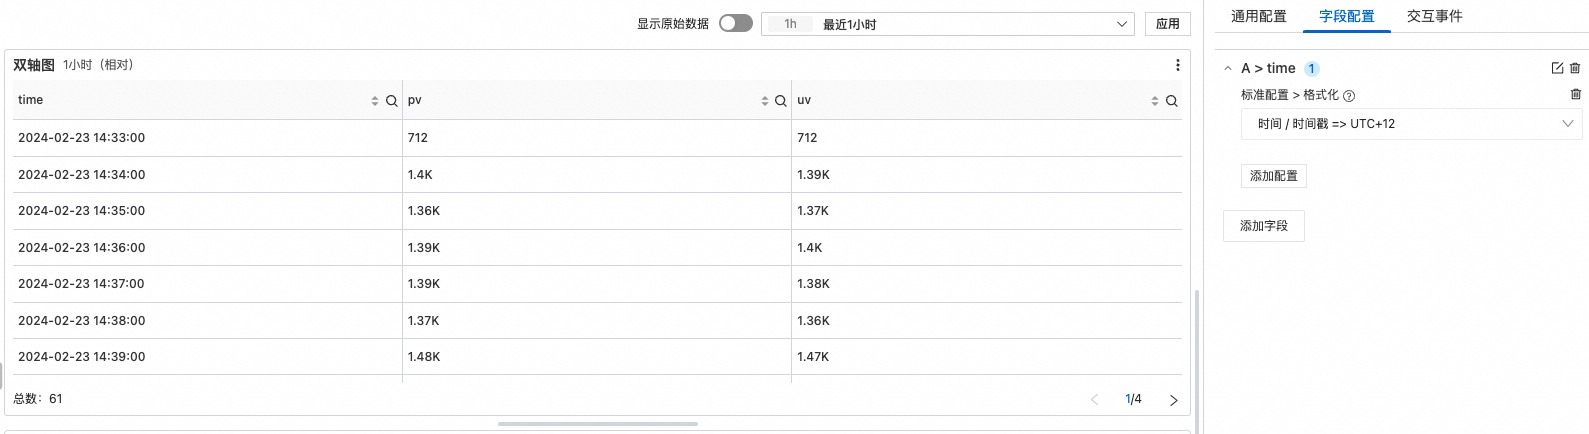 显示原始数据 1h 最近1小时 应用
双轴图 1小时（相对）
time pv uv
2024-02-23 14:33:00 712 712
2024-02-23 14:34:00 1.4K 1.39K
2024-02-23 14:35:00 1.36K 1.37K
2024-02-23 14:36:00 1.39K 1.4K
2024-02-23 14:37:00 1.39K 1.38K
2024-02-23 14:38:00 1.37K 1.36K
2024-02-23 14:39:00 1.48K 1.47K
总数：61 1/4
通用配置 字段配置 交互事件
A > time 1
标准配置 > 格式化 ?
时间 / 时间戳 => UTC+12
添加配置
添加字段